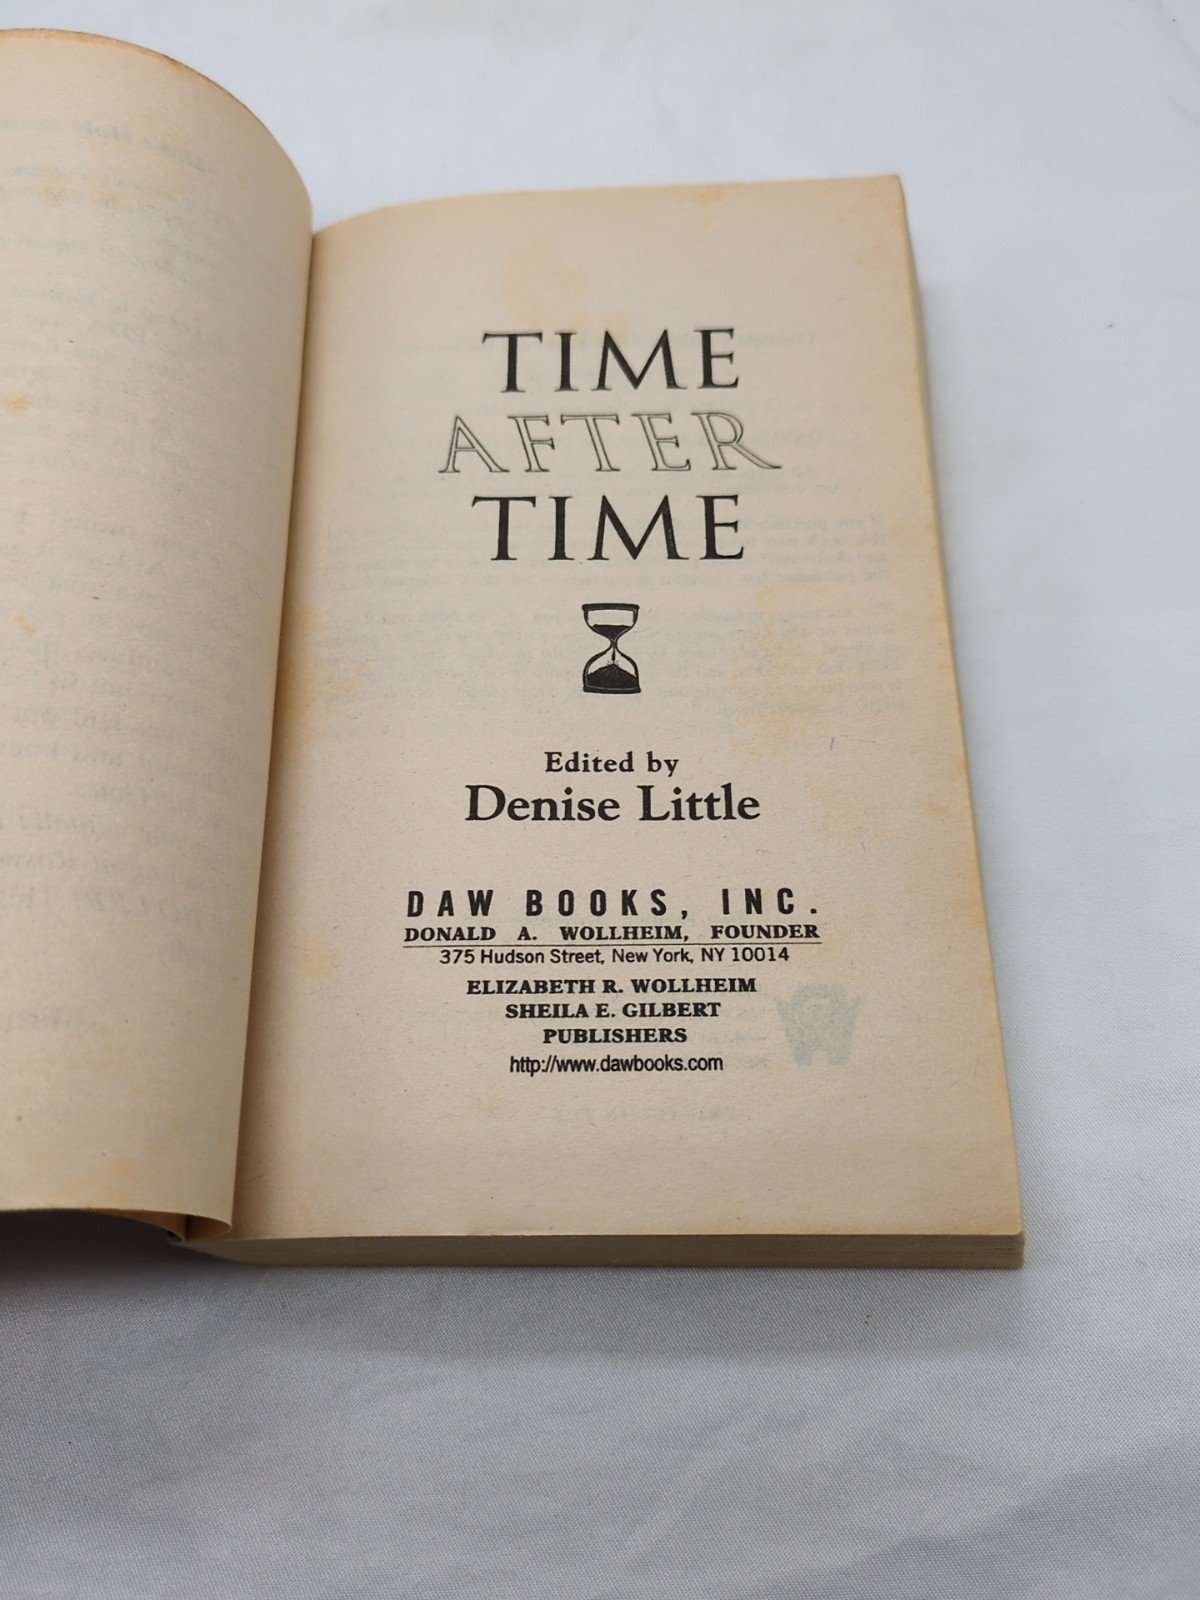 TIME
AFTER
TIME
Edited by
Denise Little
DAW BOOKS, INC.
DONALD A. WOLLHEIM, FOUNDER
375 Hudson Street, New York, NY 10014
ELIZABETH R. WOLLHEIM
SHEILA E. GILBERT
PUBLISHERS
http://www.dawbooks.com